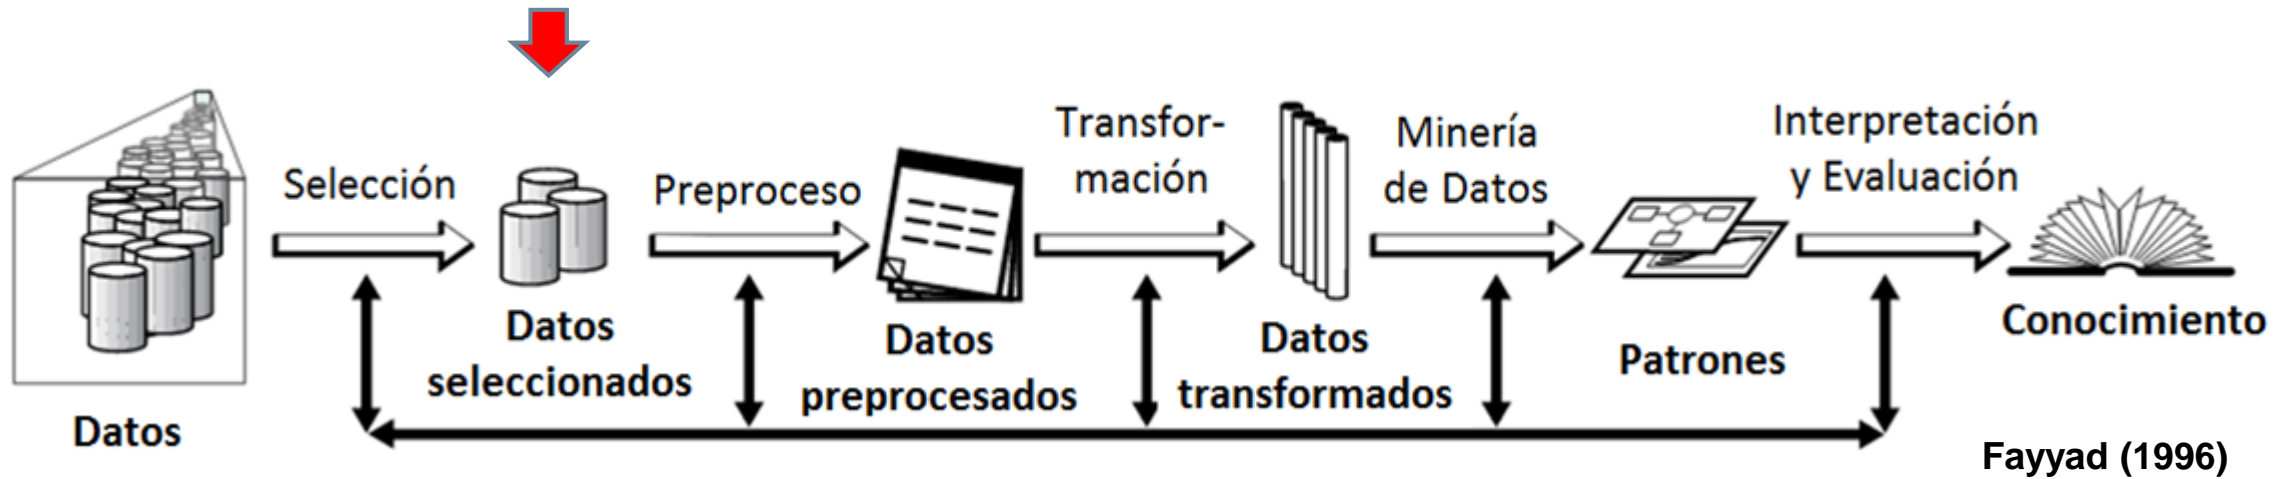 Selección
Preproceso
Transfor-
mación
Minería
de Datos
Interpretación
y Evaluación
Datos
Datos
seleccionados
Datos
preprocesados
Datos
transformados
Patrones
Conocimiento
Fayyad (1996)